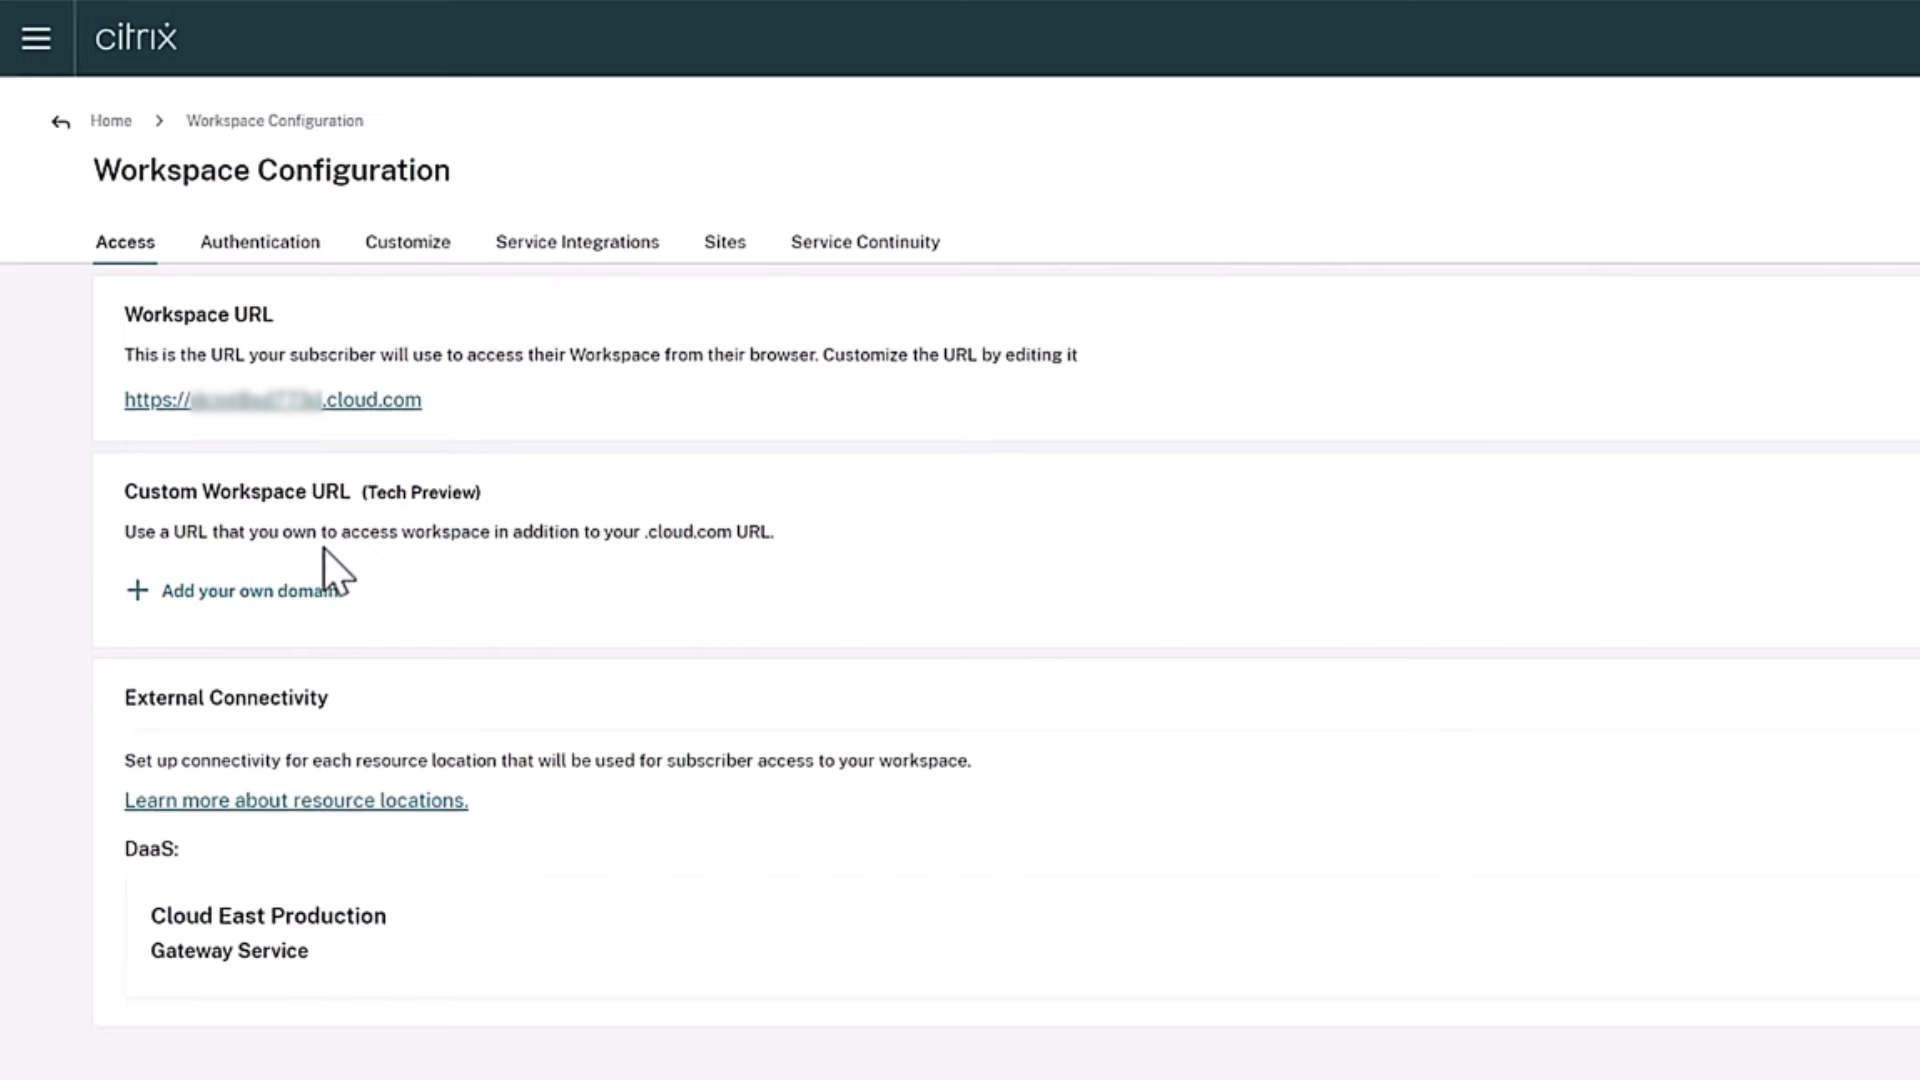 citrix
Home > Workspace Configuration
Workspace Configuration
Access Authentication Customize Service Integrations Sites Service Continuity
Workspace URL
This is the URL your subscriber will use to access their Workspace from their browser. Customize the URL by editing it
https:// .cloud.com
Custom Workspace URL (Tech Preview)
Use a URL that you own to access workspace in addition to your .cloud.com URL.
+ Add your own domain
External Connectivity
Set up connectivity for each resource location that will be used for subscriber access to your workspace.
Learn more about resource locations.
DaaS:
Cloud East Production
Gateway Service